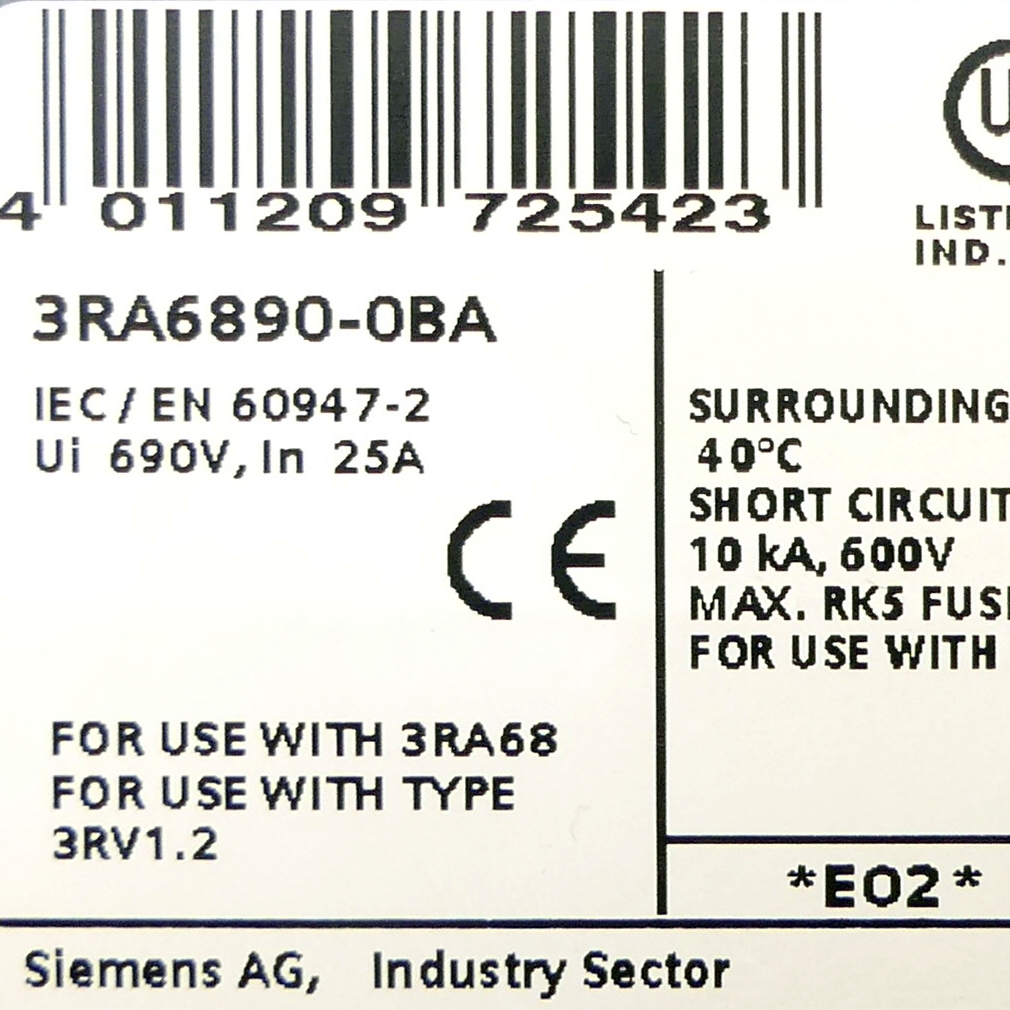 4 011209 725423
LIST
IND.
3RA6890-0BA
IEC/EN 60947-2
Ui 690V, In 25A
CE
FOR USE WITH 3RA68
FOR USE WITH TYPE
3RV1.2
SURROUNDING
40°C
SHORT CIRCUIT
10 kA, 600V
MAX. RK5 FUS
FOR USE WITH
*E02*
Siemens AG, Industry Sector